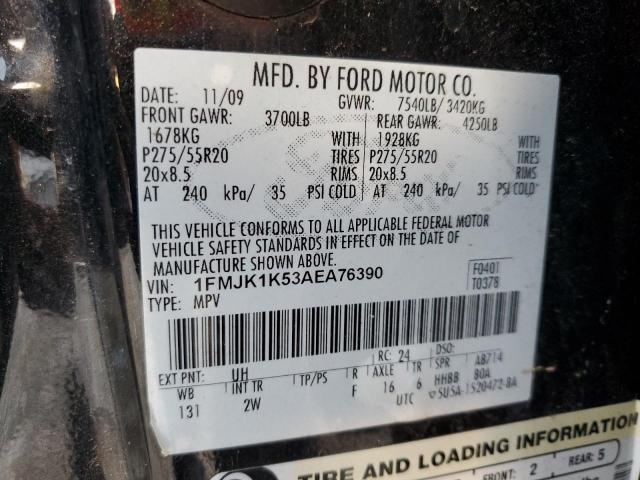 MFD. BY FORD MOTOR CO.
DATE: 11/09 GVWR: 7540LB/ 3420KG
FRONT GAWR: 3700LB REAR GAWR: 4250LB
1678KG WITH 1928KG WITH
P275/55R20 TIRES P275/55R20 TIRES
20x8.5 RIMS 20x8.5 RIMS
AT 240 kPa/ 35 PSI COLD AT 240 kPa/ 35 PSI COLD
THIS VEHICLE CONFORMS TO ALL APPLICABLE FEDERAL MOTOR
VEHICLE SAFETY STANDARDS IN EFFECT ON THE DATE OF
MANUFACTURE SHOWN ABOVE.
VIN: 1FMJK1K53AEA76390 F0401
TYPE: MPV T0378
EXT PNT: UH RC: 24 DSO:
WB INT TR TP/PS R AXLE TR SPR A8714
131 2W F 16 6 HHBB 80A
UTC ▽SU5A-1520472-BA
TIRE AND LOADING INFORMATION
FRONT: 2 REAR: 5